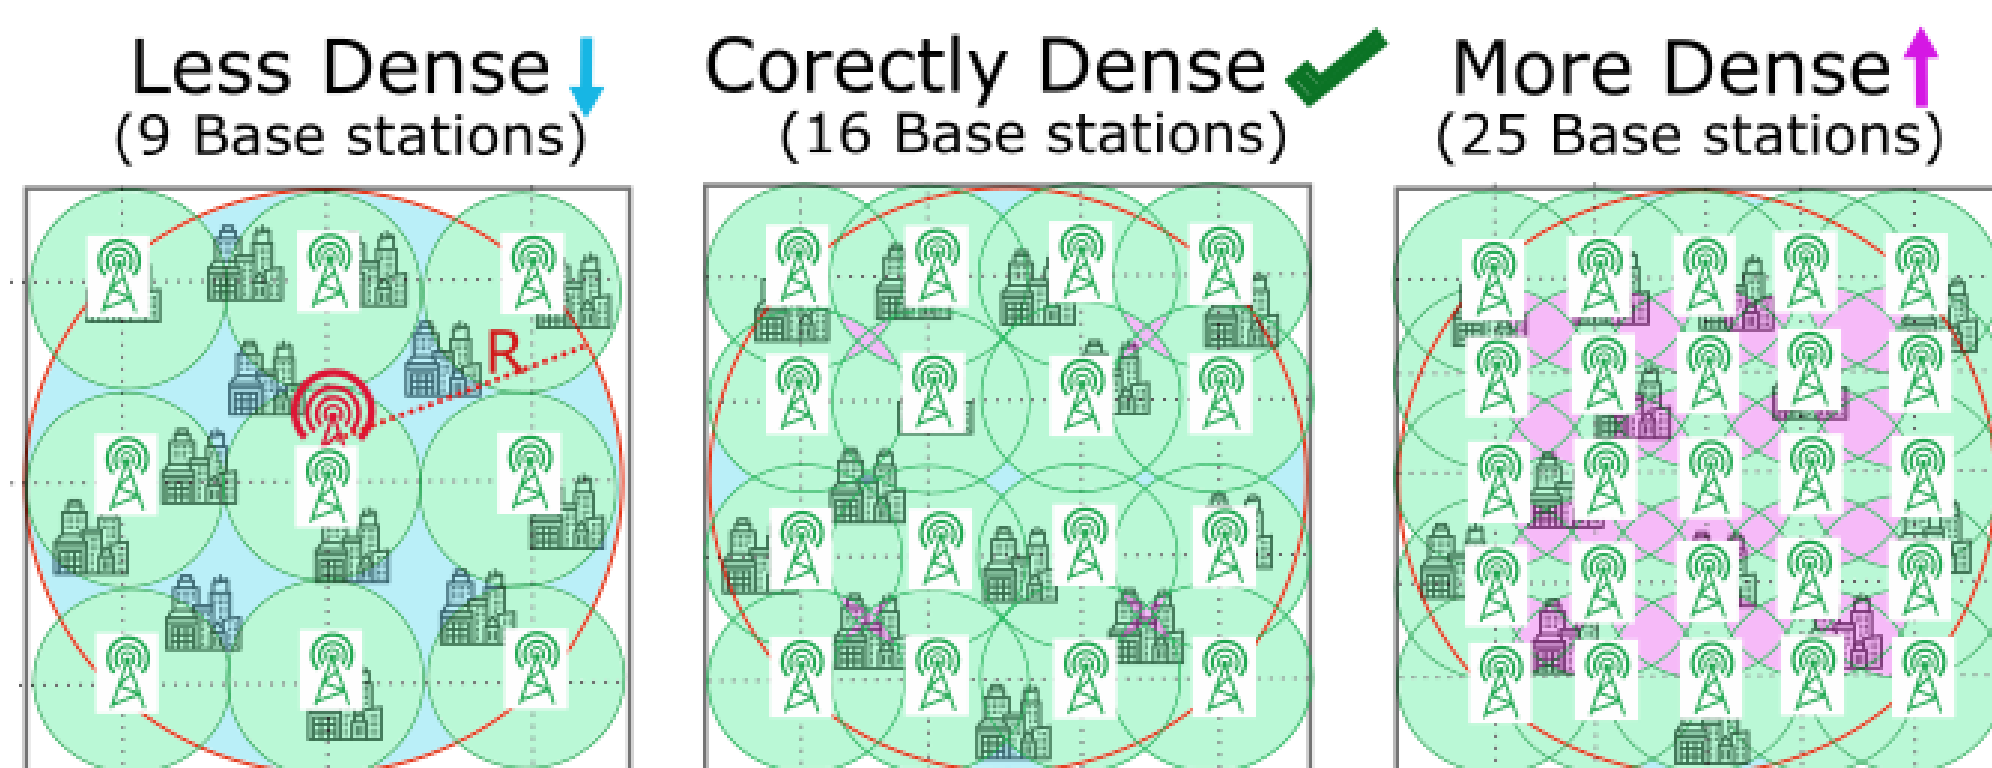 Less Dense
(9 Base stations)
Corectly Dense
(16 Base stations)
More Dense
(25 Base stations)
R